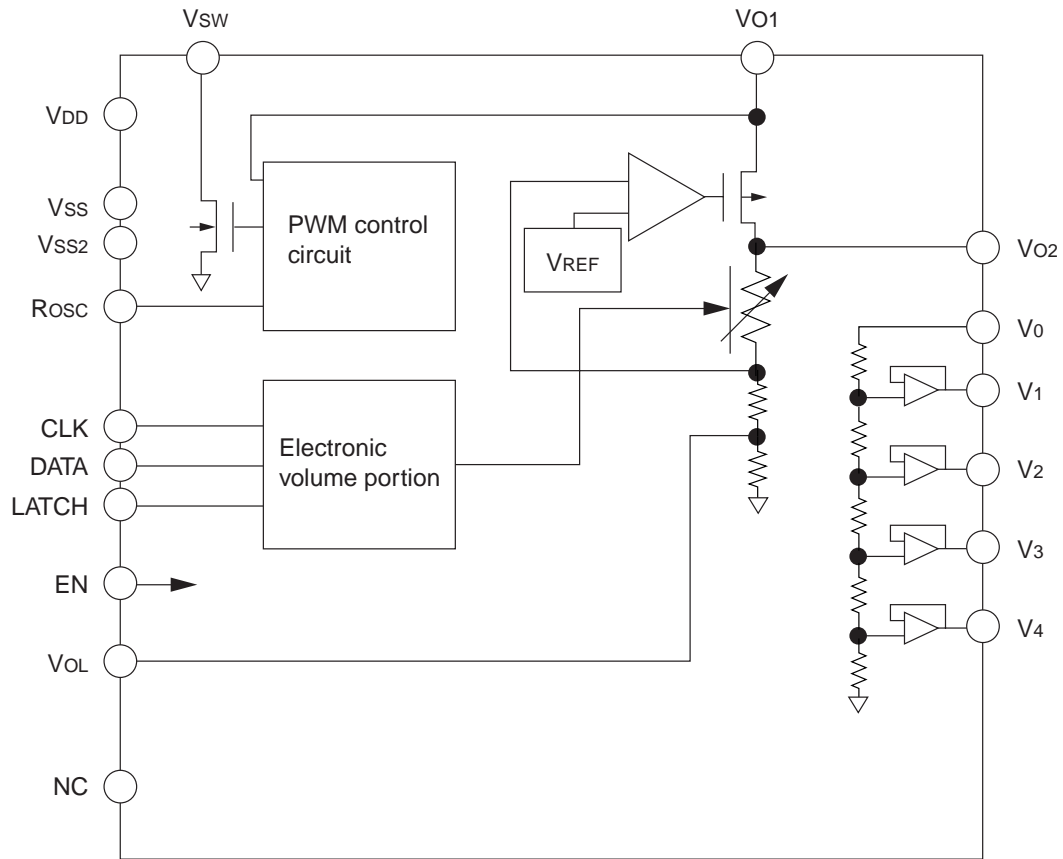 VSW
VO1
VDD
VSS
VSS2
ROSC
PWM control
circuit
VREF
VO2
V0
V1
V2
V3
V4
CLK
DATA
LATCH
Electronic
volume portion
EN
VOL
NC